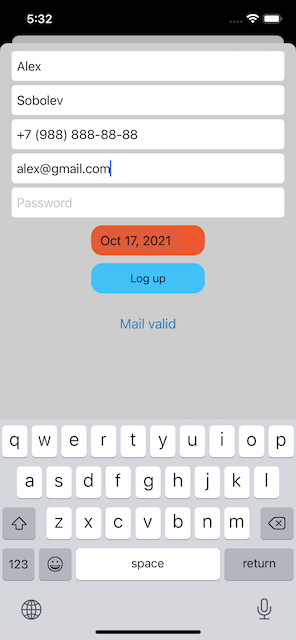 5:32
Alex
Sobolev
+7 (988) 888-88-88
alex@gmail.com
Password
Oct 17, 2021
Log up
Mail valid
q w e r t y u i o p
a s d f g h j k l
z x c v b n m
123 space return